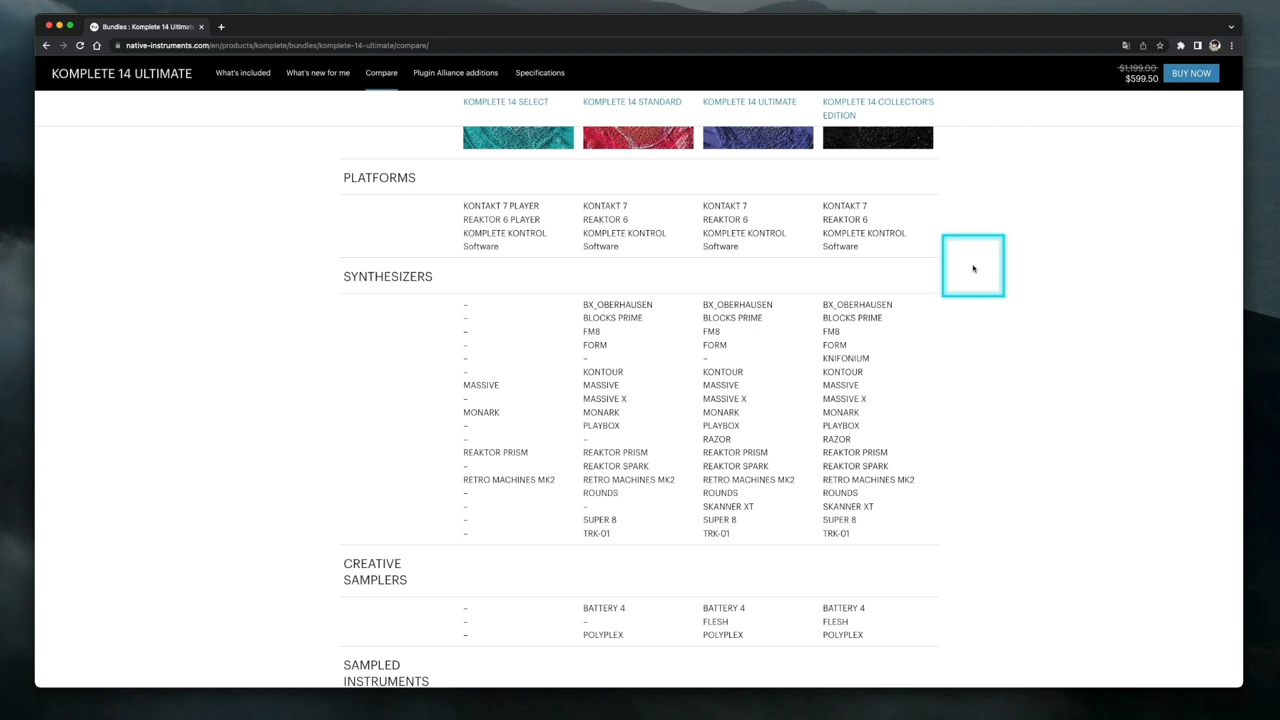 Bundles : Komplete 14 Ultimat
native-instruments.com/en/products/komplete/bundles/komplete-14-ultimate/compare/
KOMPLETE 14 ULTIMATE
What's included
What's new for me
Compare
Plugin Alliance additions
Specifications
$1,199.00
$599.50
BUY NOW
KOMPLETE 14 SELECT
KOMPLETE 14 STANDARD
KOMPLETE 14 ULTIMATE
KOMPLETE 14 COLLECTOR'S
EDITION
PLATFORMS
KONTAKT 7 PLAYER KONTAKT 7 KONTAKT 7 KONTAKT 7
REAKTOR 6 PLAYER REAKTOR 6 REAKTOR 6 REAKTOR 6
KOMPLETE KONTROL KOMPLETE KONTROL KOMPLETE KONTROL KOMPLETE KONTROL
Software Software Software Software
SYNTHESIZERS
– BX_OBERHAUSEN BX_OBERHAUSEN BX_OBERHAUSEN
– BLOCKS PRIME BLOCKS PRIME BLOCKS PRIME
– FM8 FM8 FM8
– FORM FORM FORM
– – – KNIFONIUM
– KONTOUR KONTOUR KONTOUR
MASSIVE MASSIVE MASSIVE MASSIVE
– MASSIVE X MASSIVE X MASSIVE X
MONARK MONARK MONARK MONARK
– PLAYBOX PLAYBOX PLAYBOX
– – RAZOR RAZOR
REAKTOR PRISM REAKTOR PRISM REAKTOR PRISM REAKTOR PRISM
– REAKTOR SPARK REAKTOR SPARK REAKTOR SPARK
RETRO MACHINES MK2 RETRO MACHINES MK2 RETRO MACHINES MK2 RETRO MACHINES MK2
– ROUNDS ROUNDS ROUNDS
– – SKANNER XT SKANNER XT
– SUPER 8 SUPER 8 SUPER 8
– TRK-01 TRK-01 TRK-01
CREATIVE
SAMPLERS
– BATTERY 4 BATTERY 4 BATTERY 4
– – FLESH FLESH
– POLYPLEX POLYPLEX POLYPLEX
SAMPLED
INSTRUMENTS